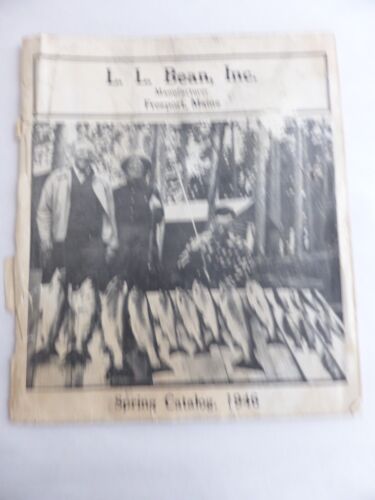 L. L. Bean, Inc.
Manufacturer
Freeport, Maine
Spring Catalog, 1946